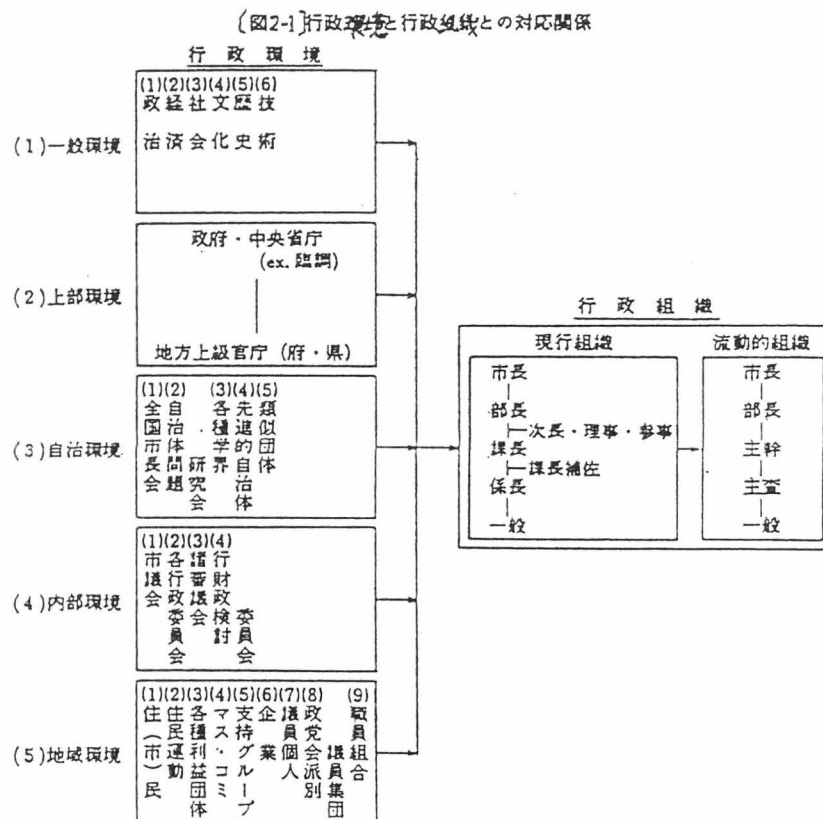 〔図2-1〕行政環境と行政組織との対応関係
行政環境
(1)一般環境
(1)(2)(3)(4)(5)(6)
政治
経済
社会
文化
歴史
技術
(2)上部環境
政府・中央省庁
(ex.臨調)
地方上級官庁(府・県)
(3)自治環境
(1)(2) (3)(4)(5)
全国市長会
自治体問題
研究会
各種学界
先進的自治体
類似団体
(4)内部環境
(1)(2)(3)(4)
市議会
各行政委員会
諸審議会
行財政検討
委員会
(5)地域環境
(1)(2)(3)(4)(5)(6)(7)(8) (9)
住(市)民
住民運動
各種利益団体
マス・コミ
支持グループ
企業
議員個人
政党会派別
議員集団
職員組合
行政組織
現行組織
市長
部長
次長・理事・参事
課長
課長補佐
係長
一般
流動的組織
市長
部長
主幹
主査
一般